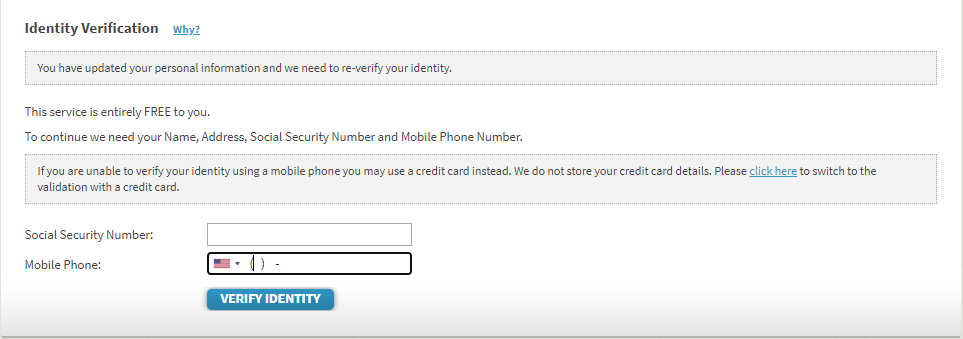 Identity Verification Why?
You have updated your personal information and we need to re-verify your identity.
This service is entirely FREE to you.
To continue we need your Name, Address, Social Security Number and Mobile Phone Number.
If you are unable to verify your identity using a mobile phone you may use a credit card instead. We do not store your credit card details. Please click here to switch to the
validation with a credit card.
Social Security Number:
Mobile Phone: ( ) -
VERIFY IDENTITY